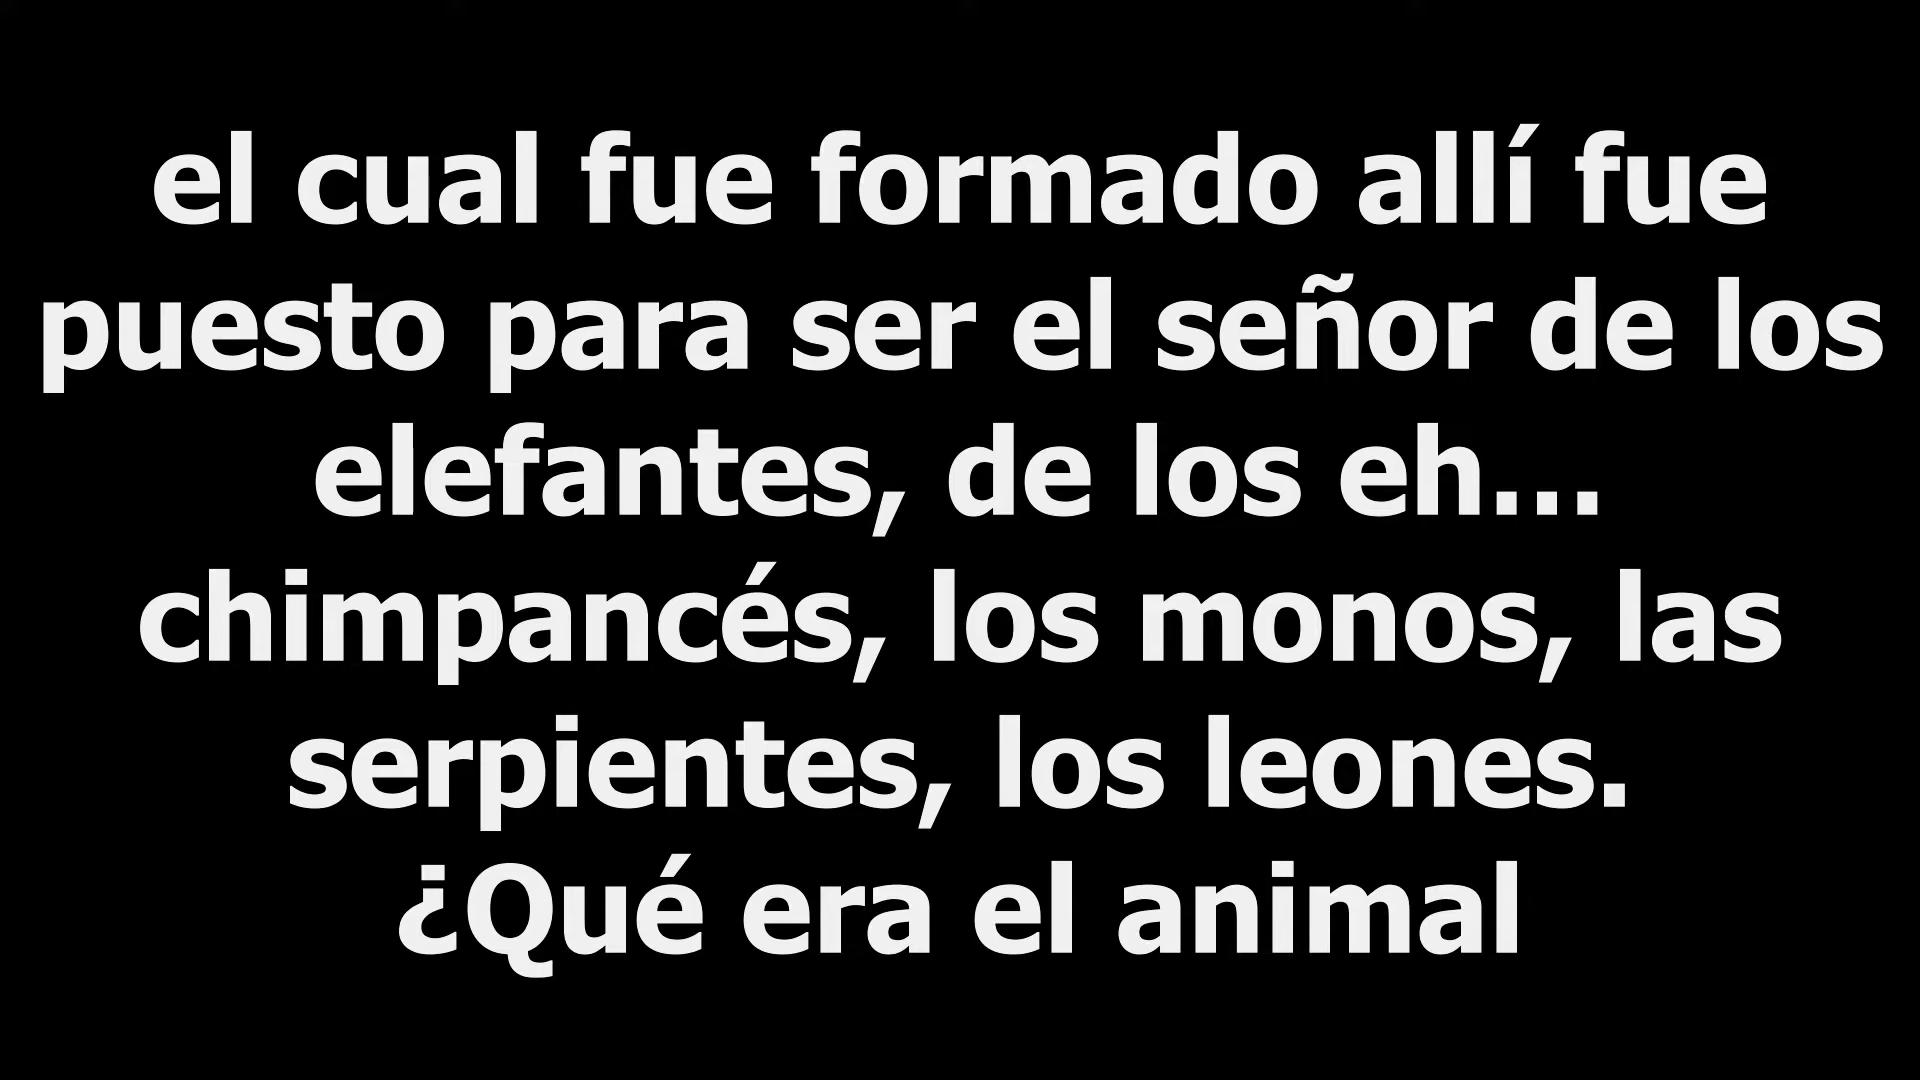 el cual fue formado allí fue
puesto para ser el señor de los
elefantes, de los eh...
chimpancés, los monos, las
serpientes, los leones.
¿Qué era el animal